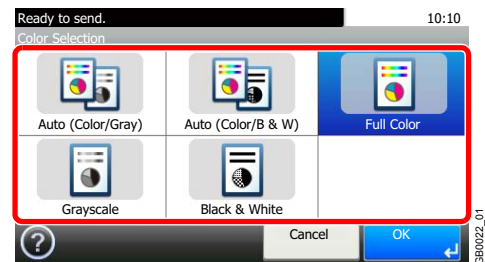 Ready to send. 10:10
Color Selection
Auto (Color/Gray) Auto (Color/B & W) Full Color
Grayscale Black & White
? Cancel OK
GB0022_01